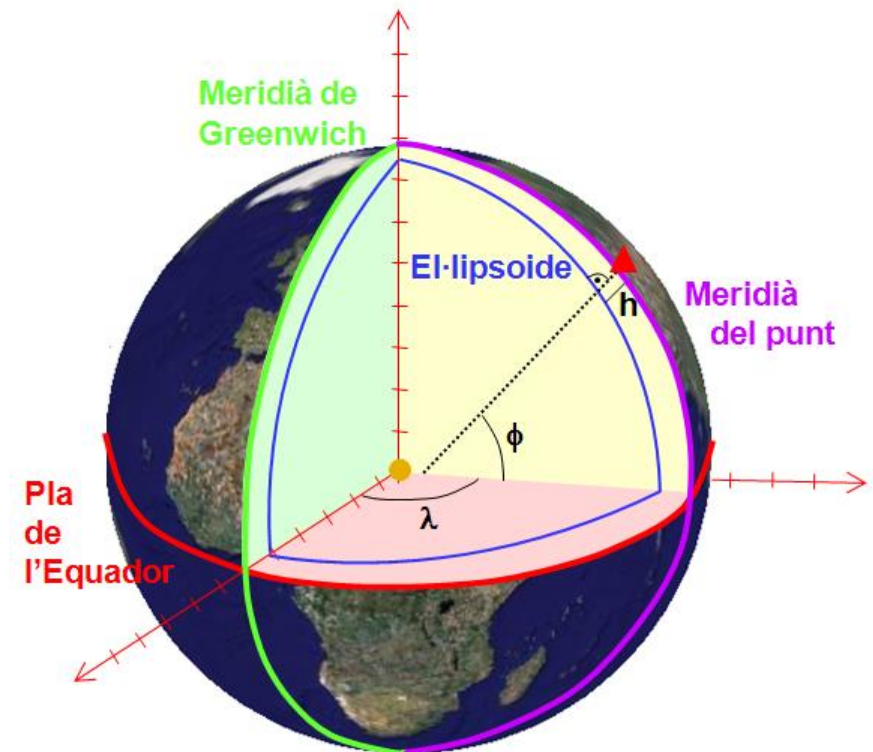 Meridià de
Greenwich
El·lipsoide
h
Meridià
del punt
ϕ
λ
Pla
de
l'Equador